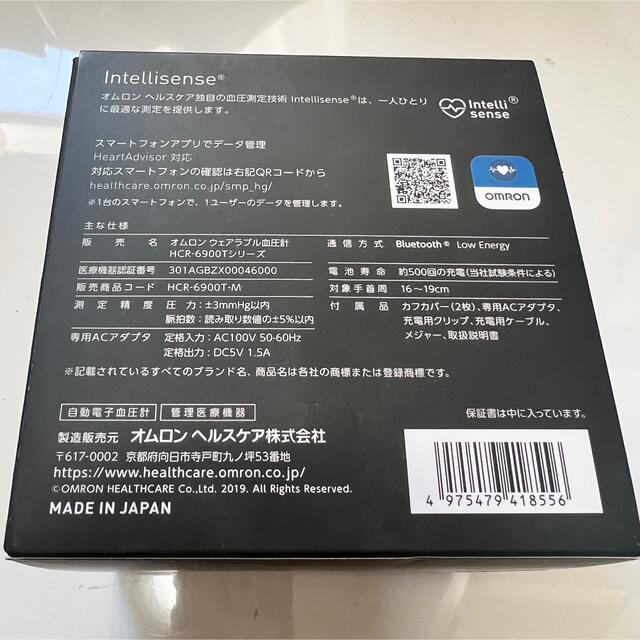 Intellisense®
オムロン ヘルスケア独自の血圧測定技術 Intellisense®は、一人ひとり
に最適な測定を提供します。
Intelli®
sense
スマートフォンアプリでデータ管理
HeartAdvisor 対応
対応スマートフォンの確認は右記QRコードから
healthcare.omron.co.jp/smp_hg/
※1台のスマートフォンで、1ユーザーのデータを管理します。
OMRON
主な仕様
販売名 オムロン ウェアラブル血圧計
HCR-6900Tシリーズ
医療機器認証番号 301AGBZX00046000
販売商品コード HCR-6900T-M
測定精度 圧力：±3mmHg以内
脈拍数：読み取り数値の±5%以内
専用ACアダプタ 定格入力：AC100V 50-60Hz
定格出力：DC5V 1.5A
通信方式 Bluetooth® Low Energy
電池寿命 約500回の充電(当社試験条件による)
対象手首周 16～19cm
付属品 カフカバー(2枚)、専用ACアダプタ、
充電用クリップ、充電用ケーブル、
メジャー、取扱説明書
※記載されているすべてのブランド名、商品名は各社の商標または登録商標です。
自動電子血圧計 管理医療機器
保証書は中に入っています。
製造販売元 オムロン ヘルスケア株式会社
〒617-0002 京都府向日市寺戸町九ノ坪53番地
https://www.healthcare.omron.co.jp/
©OMRON HEALTHCARE Co.,Ltd. 2019. All Rights Reserved.
MADE IN JAPAN
4 975479 418556